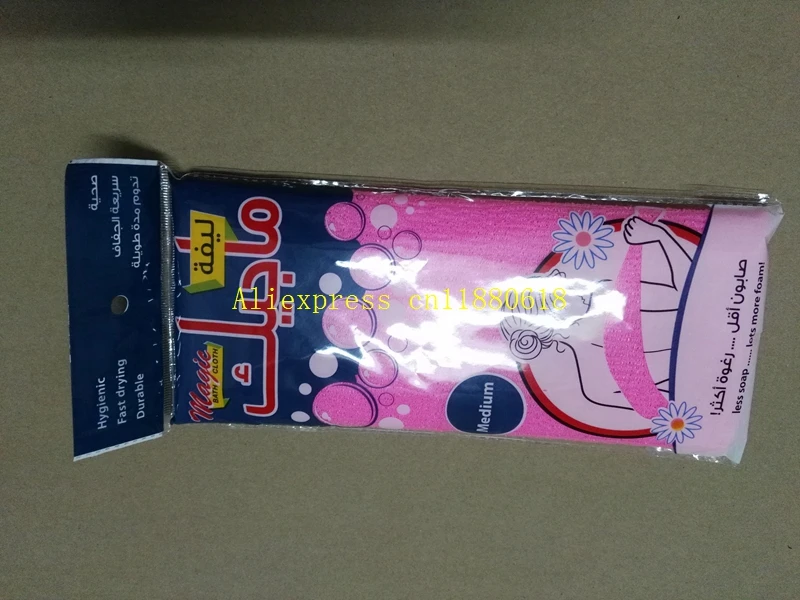 Hygienic
Fast drying
Durable
صحية
سريعة الجفاف
تدوم مدة طويلة
ليفة
ماجيك
Magic
BATH CLOTH
Medium
صابون أقل .... رغوة أكثر!
less soap ...... lots more foam!
Aliexpress cn11880618